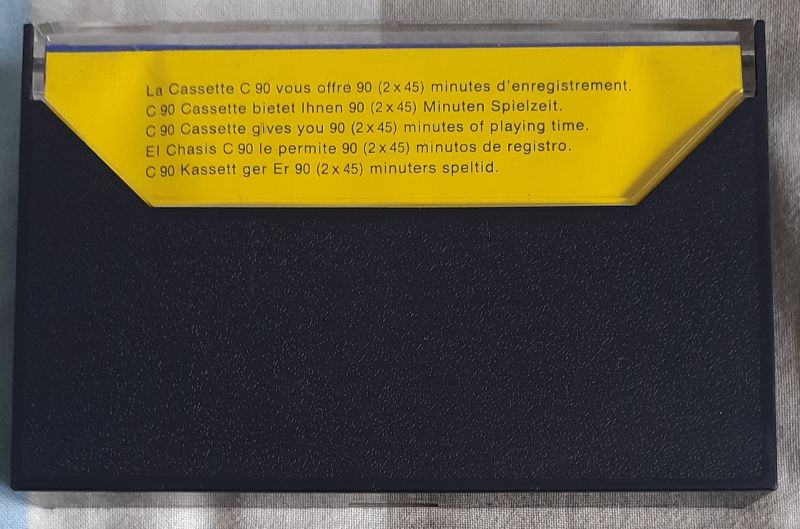 La Cassette C 90 vous offre 90 (2 x 45) minutes d'enregistrement.
C 90 Cassette bietet Ihnen 90 (2 x 45) Minuten Spielzeit.
C 90 Cassette gives you 90 (2 x 45) minutes of playing time.
El Chasis C 90 le permite 90 (2 x 45) minutos de registro.
C 90 Kassett ger Er 90 (2 x 45) minuters speltid.